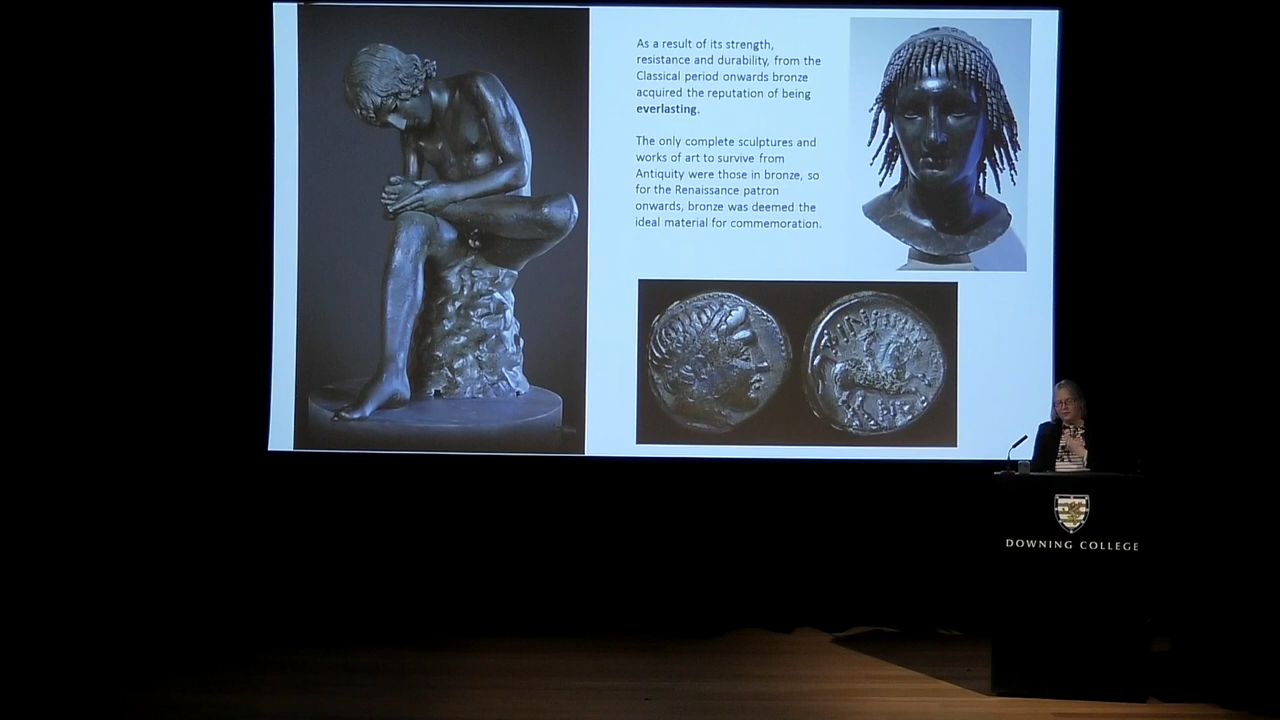 As a result of its strength,
resistance and durability, from the
Classical period onwards bronze
acquired the reputation of being
everlasting.
The only complete sculptures and
works of art to survive from
Antiquity were those in bronze, so
for the Renaissance patron
onwards, bronze was deemed the
ideal material for commemoration.
DOWNING COLLEGE